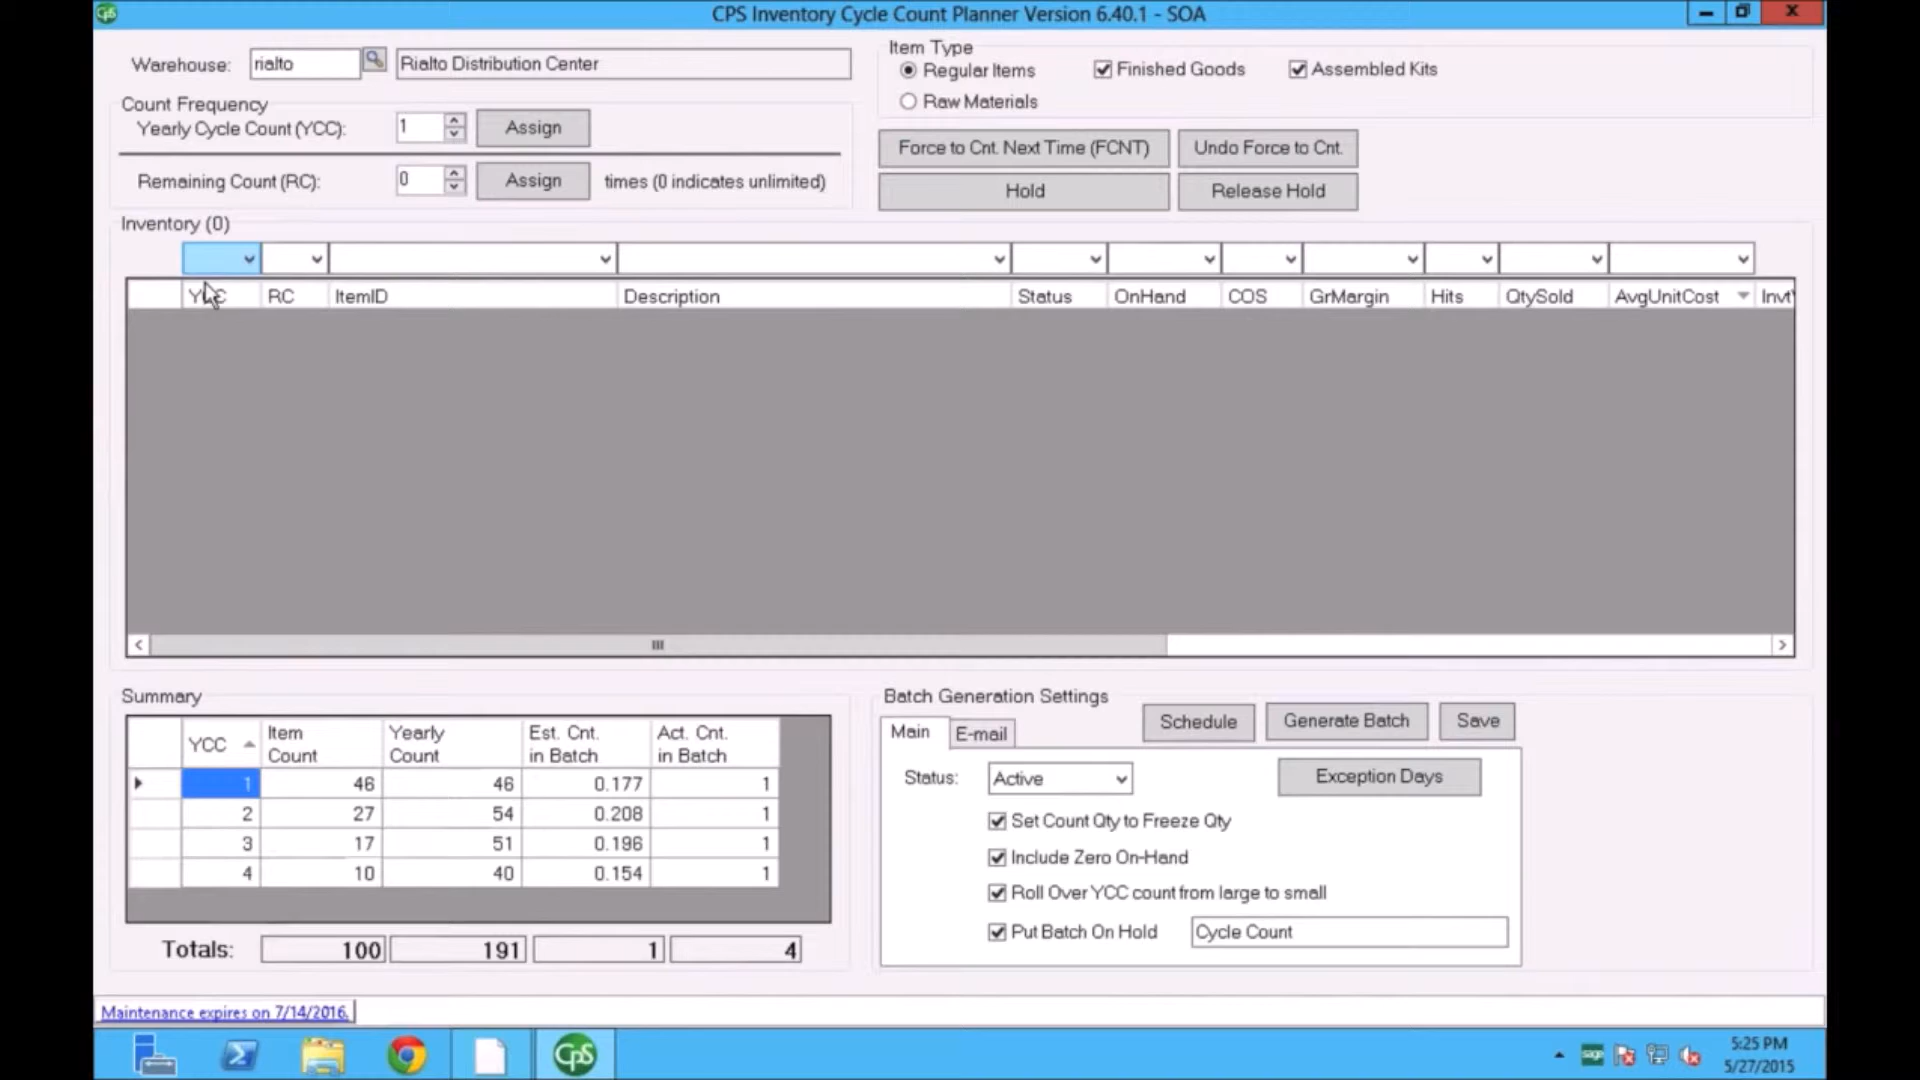 CPS Inventory Cycle Count Planner Version 6.40.1 - SOA
Warehouse: rialto Rialto Distribution Center
Item Type
Regular Items Finished Goods Assembled Kits
Raw Materials
Count Frequency
Yearly Cycle Count (YCC): 1 Assign
Remaining Count (RC): 0 Assign times (0 indicates unlimited)
Force to Cnt. Next Time (FCNT) Undo Force to Cnt.
Hold Release Hold
Inventory (0)
YCC RC ItemID Description Status OnHand COS GrMargin Hits QtySold AvgUnitCost InvtV
Summary
YCC Item Count Yearly Count Est. Cnt. in Batch Act. Cnt. in Batch
1 46 46 0.177 1
2 27 54 0.208 1
3 17 51 0.196 1
4 10 40 0.154 1
Totals: 100 191 1 4
Batch Generation Settings
Main E-mail Schedule Generate Batch Save
Status: Active Exception Days
Set Count Qty to Freeze Qty
Include Zero On-Hand
Roll Over YCC count from large to small
Put Batch On Hold Cycle Count
Maintenance expires on 7/14/2016.
CPS
sage
5:25 PM
5/27/2015